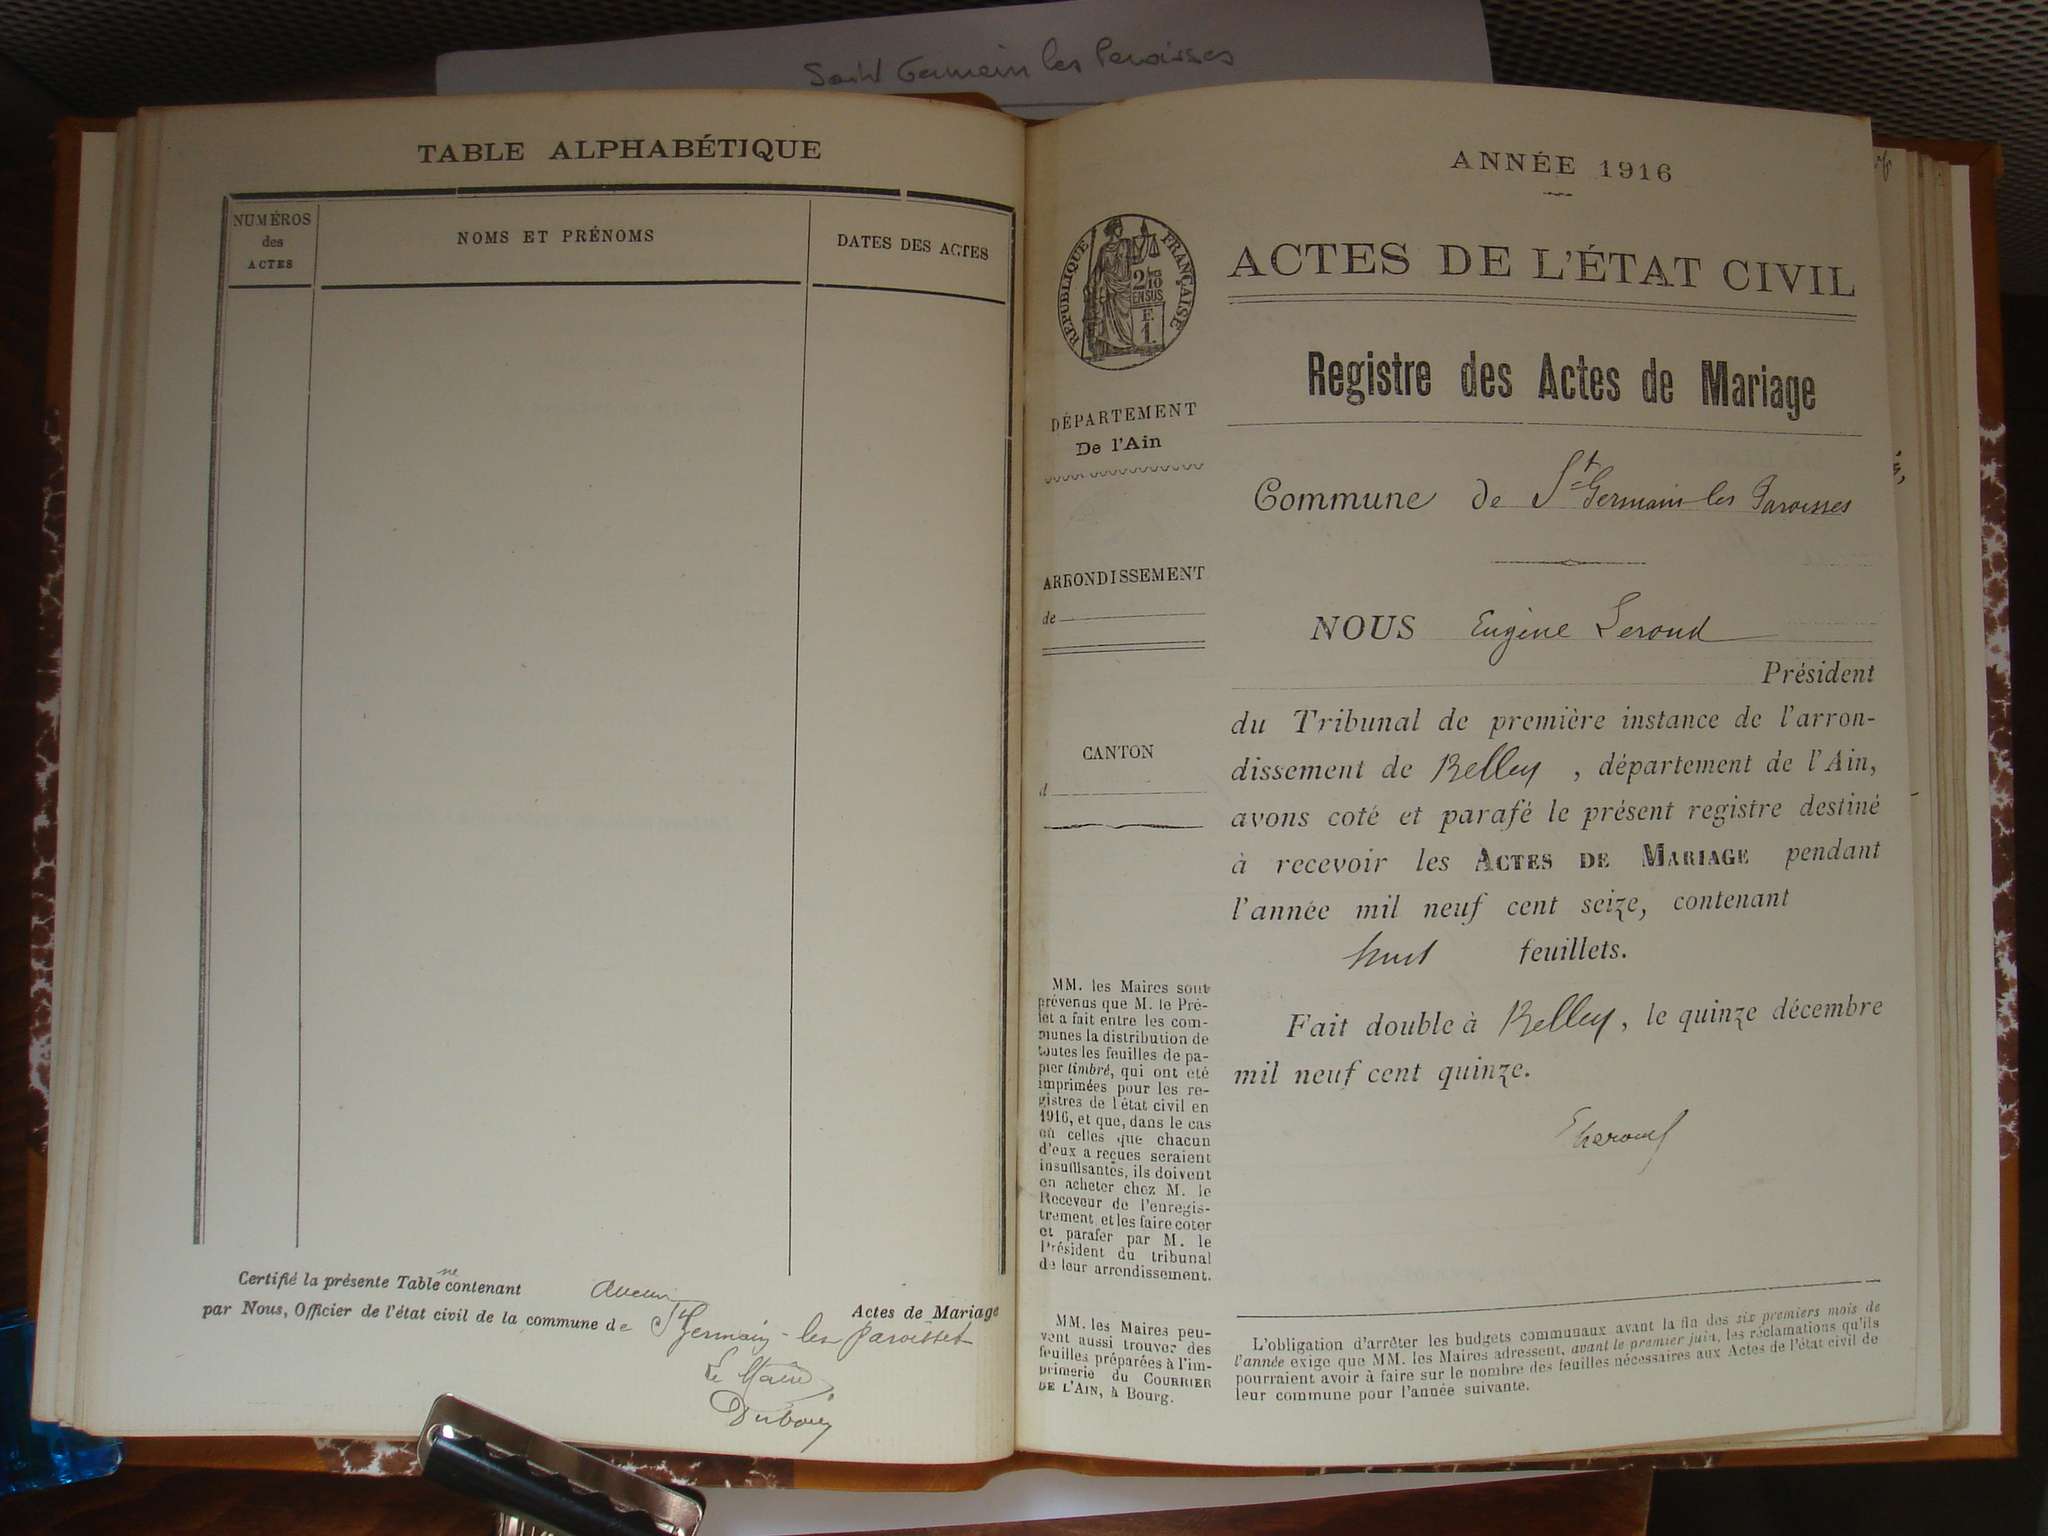 Saint Germain les Paroisses
TABLE ALPHABÉTIQUE
NUMÉROS
des
ACTES
NOMS ET PRÉNOMS
DATES DES ACTES
Certifié la présente Table ne contenant aucun Actes de Mariage
par Nous, Officier de l'état civil de la commune de St Germain-les Paroisses
Le Maire
ANNÉE 1916
RÉPUBLIQUE FRANÇAISE
2/10
EN SUS
F.
1.
ACTES DE L'ÉTAT CIVIL
Registre des Actes de Mariage
DÉPARTEMENT
De l'Ain
Commune de St Germain-les Paroisses
ARRONDISSEMENT
de
NOUS Eugène Leroud
Président
du Tribunal de première instance de l'arron-
dissement de Belley, département de l'Ain,
avons coté et parafé le présent registre destiné
à recevoir les ACTES DE MARIAGE pendant
l'année mil neuf cent seize, contenant
huit feuillets.
Fait double à Belley, le quinze décembre
mil neuf cent quinze.
CANTON
d
MM. les Maires sont
prévenus que M. le Pré-
fet a fait entre les com-
munes la distribution de
toutes les feuilles de pa-
pier timbré, qui ont été
imprimées pour les re-
gistres de l'état civil en
1916, et que, dans le cas
où celles que chacun
d'eux a reçues seraient
insuffisantes, ils doivent
en acheter chez M. le
Receveur de l'enregis-
trement et les faire coter
et parafer par M. le
Président du tribunal
de leur arrondissement.
MM. les Maires peu-
vent aussi trouver des
feuilles préparées à l'im-
primerie du COURRIER
DE L'AIN, à Bourg.
L'obligation d'arrêter les budgets communaux avant la fin des six premiers mois de
l'année exige que MM. les Maires adressent, avant le premier juin, les réclamations qu'ils
pourraient avoir à faire sur le nombre des feuilles nécessaires aux Actes de l'état civil de
leur commune pour l'année suivante.